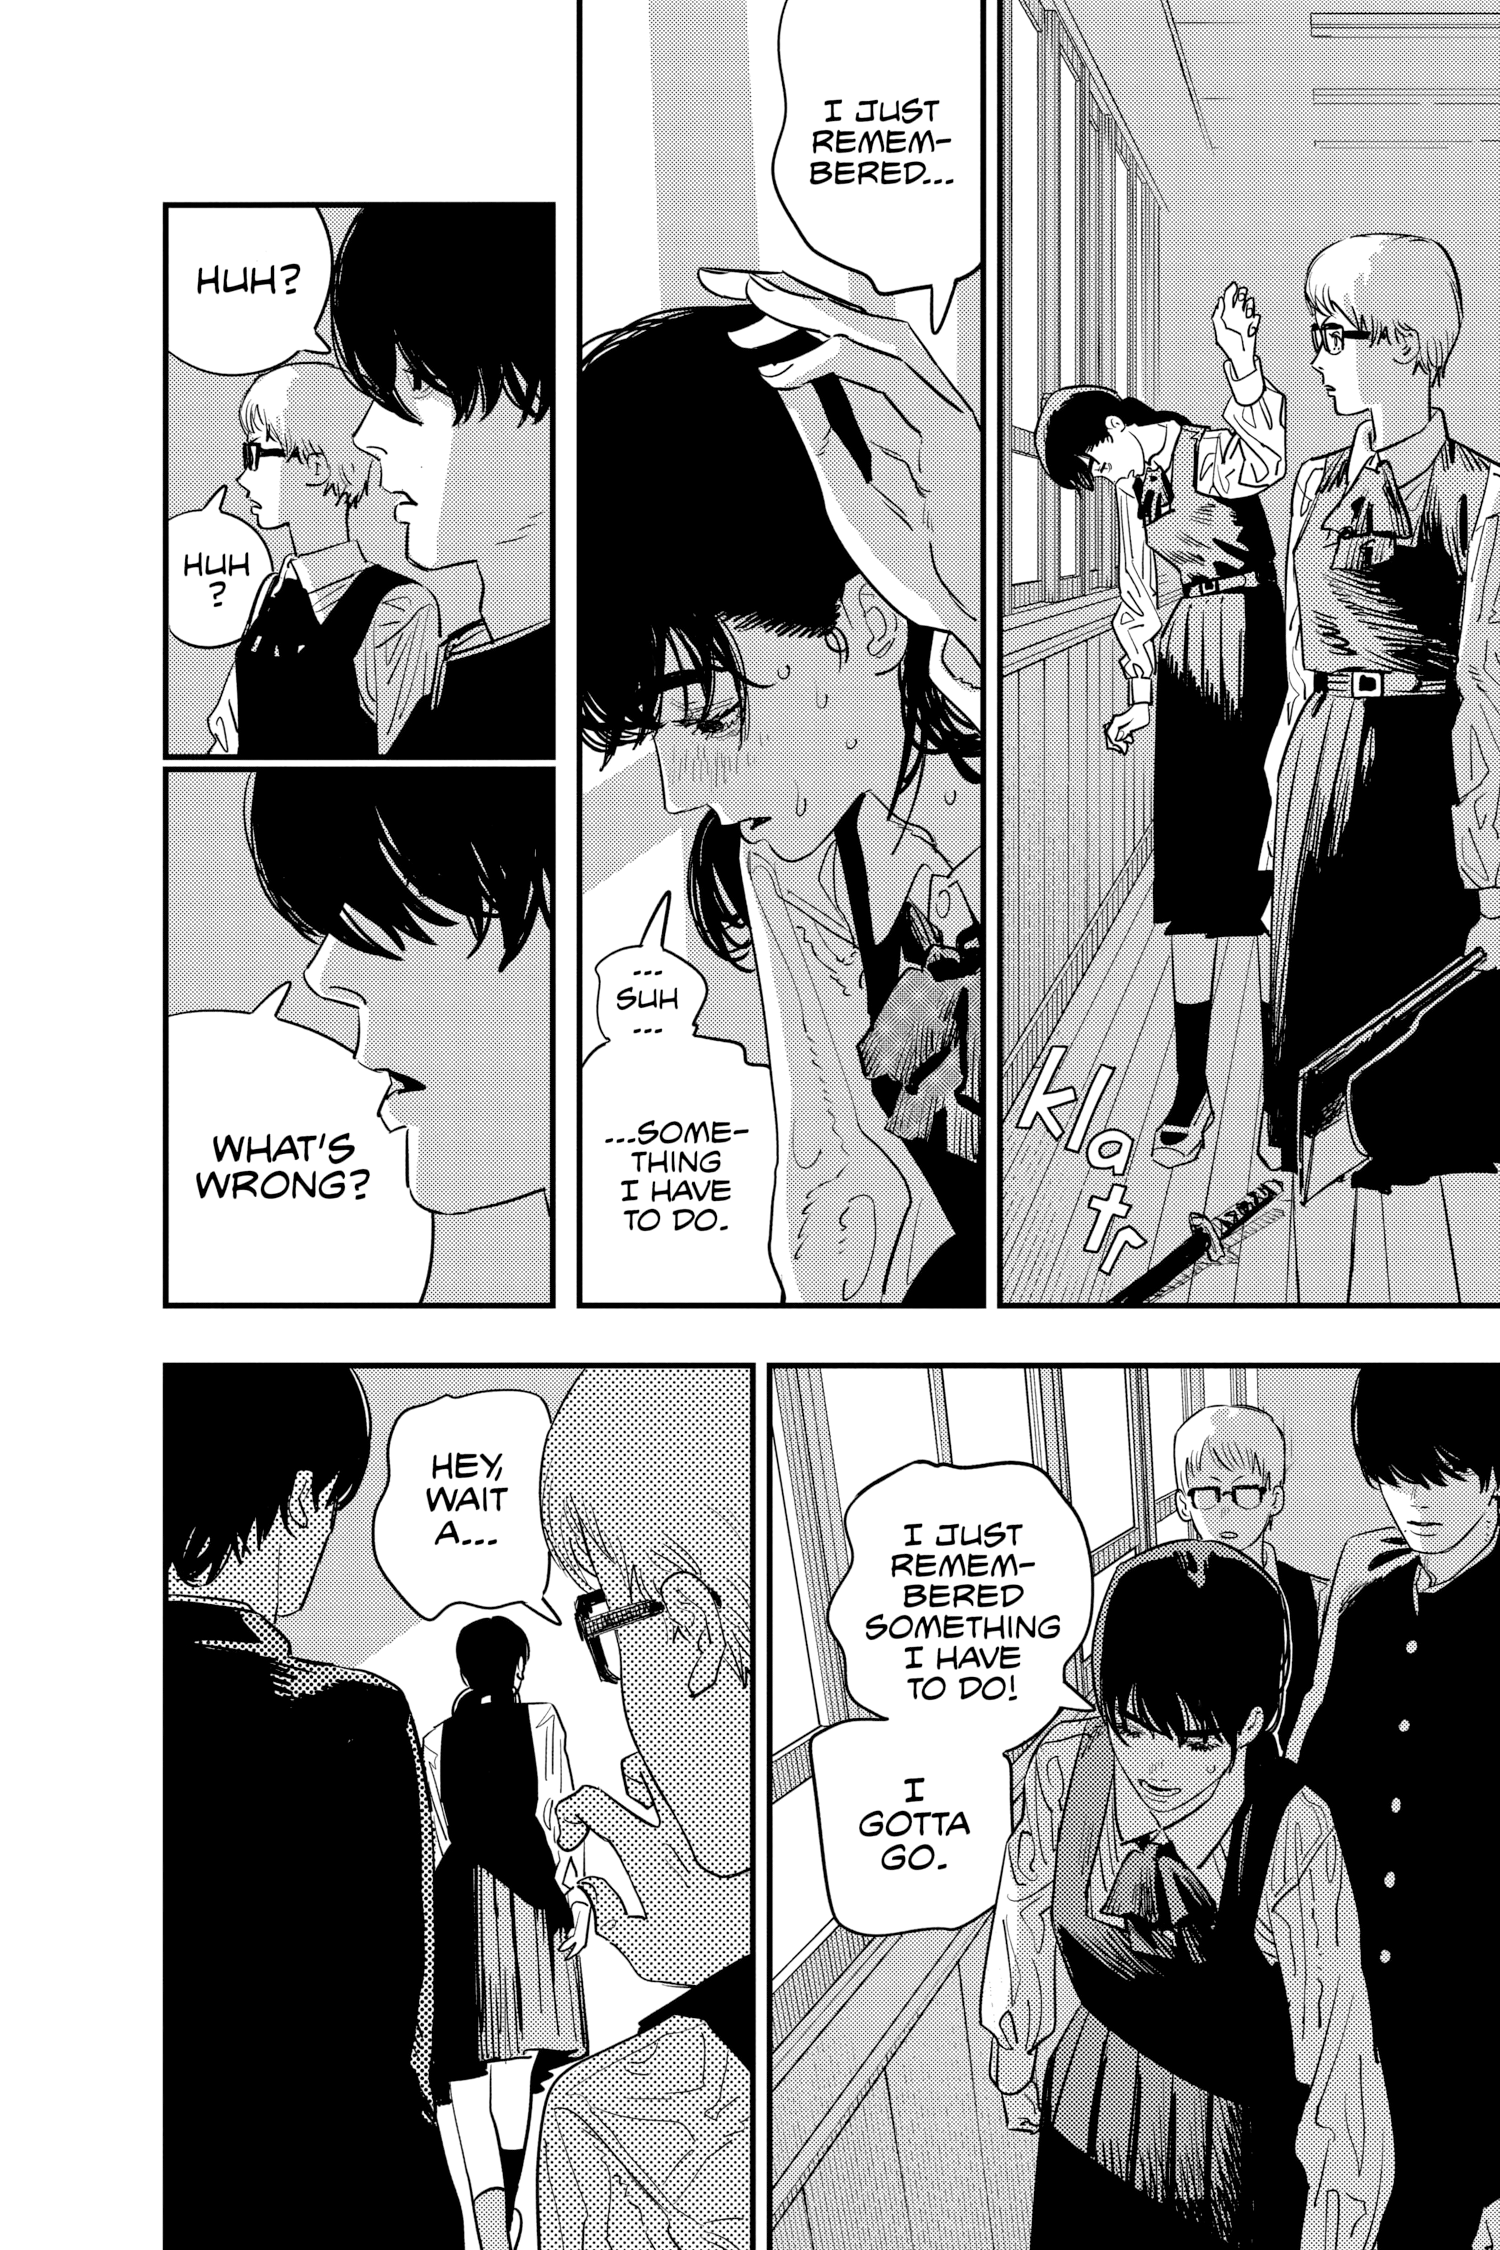 klatr
I JUST
REMEM-
BERED...
...
SUH
...
...SOME-
THING
I HAVE
TO DO.
HUH?
HUH
?
WHAT'S
WRONG?
I JUST
REMEM-
BERED
SOMETHING
I HAVE
TO DO!
I
GOTTA
GO.
HEY,
WAIT
A...